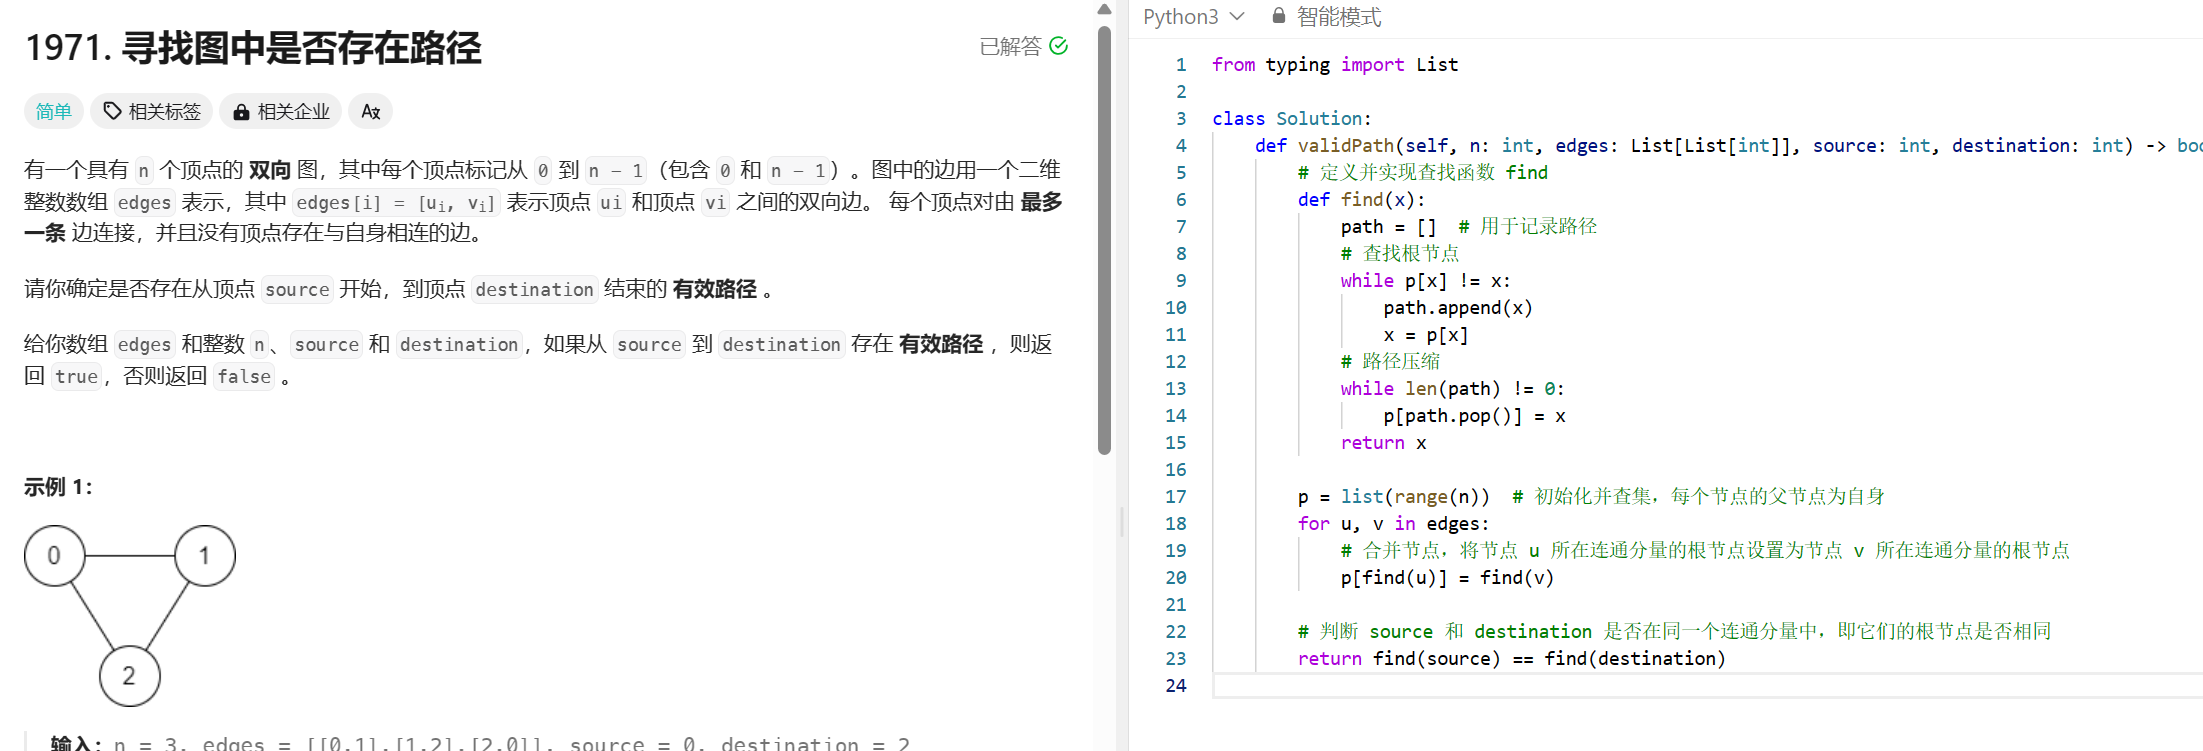 1971. 寻找图中是否存在路径
已解答
简单 相关标签 相关企业
有一个具有 n 个顶点的 双向 图，其中每个顶点标记从 0 到 n - 1（包含 0 和 n - 1）。图中的边用一个二维
整数数组 edges 表示，其中 edges[i] = [ui, vi] 表示顶点 ui 和顶点 vi 之间的双向边。 每个顶点对由 最多
一条 边连接，并且没有顶点存在与自身相连的边。
请你确定是否存在从顶点 source 开始，到顶点 destination 结束的 有效路径 。
给你数组 edges 和整数 n、source 和 destination，如果从 source 到 destination 存在 有效路径 ，则返
回 true，否则返回 false 。
示例 1：
0
1
2
输入：n = 3, edges = [[0,1],[1,2],[2,0]], source = 0, destination = 2
Python3 智能模式
1 from typing import List
2
3 class Solution:
4     def validPath(self, n: int, edges: List[List[int]], source: int, destination: int) ->
5         # 定义并实现查找函数 find
6         def find(x):
7             path = []  # 用于记录路径
8             # 查找根节点
9             while p[x] != x:
10                 path.append(x)
11                 x = p[x]
12             # 路径压缩
13             while len(path) != 0:
14                 p[path.pop()] = x
15             return x
16
17         p = list(range(n))  # 初始化并查集，每个节点的父节点为自身
18         for u, v in edges:
19             # 合并节点，将节点 u 所在连通分量的根节点设置为节点 v 所在连通分量的根节点
20             p[find(u)] = find(v)
21
22         # 判断 source 和 destination 是否在同一个连通分量中，即它们的根节点是否相同
23         return find(source) == find(destination)
24